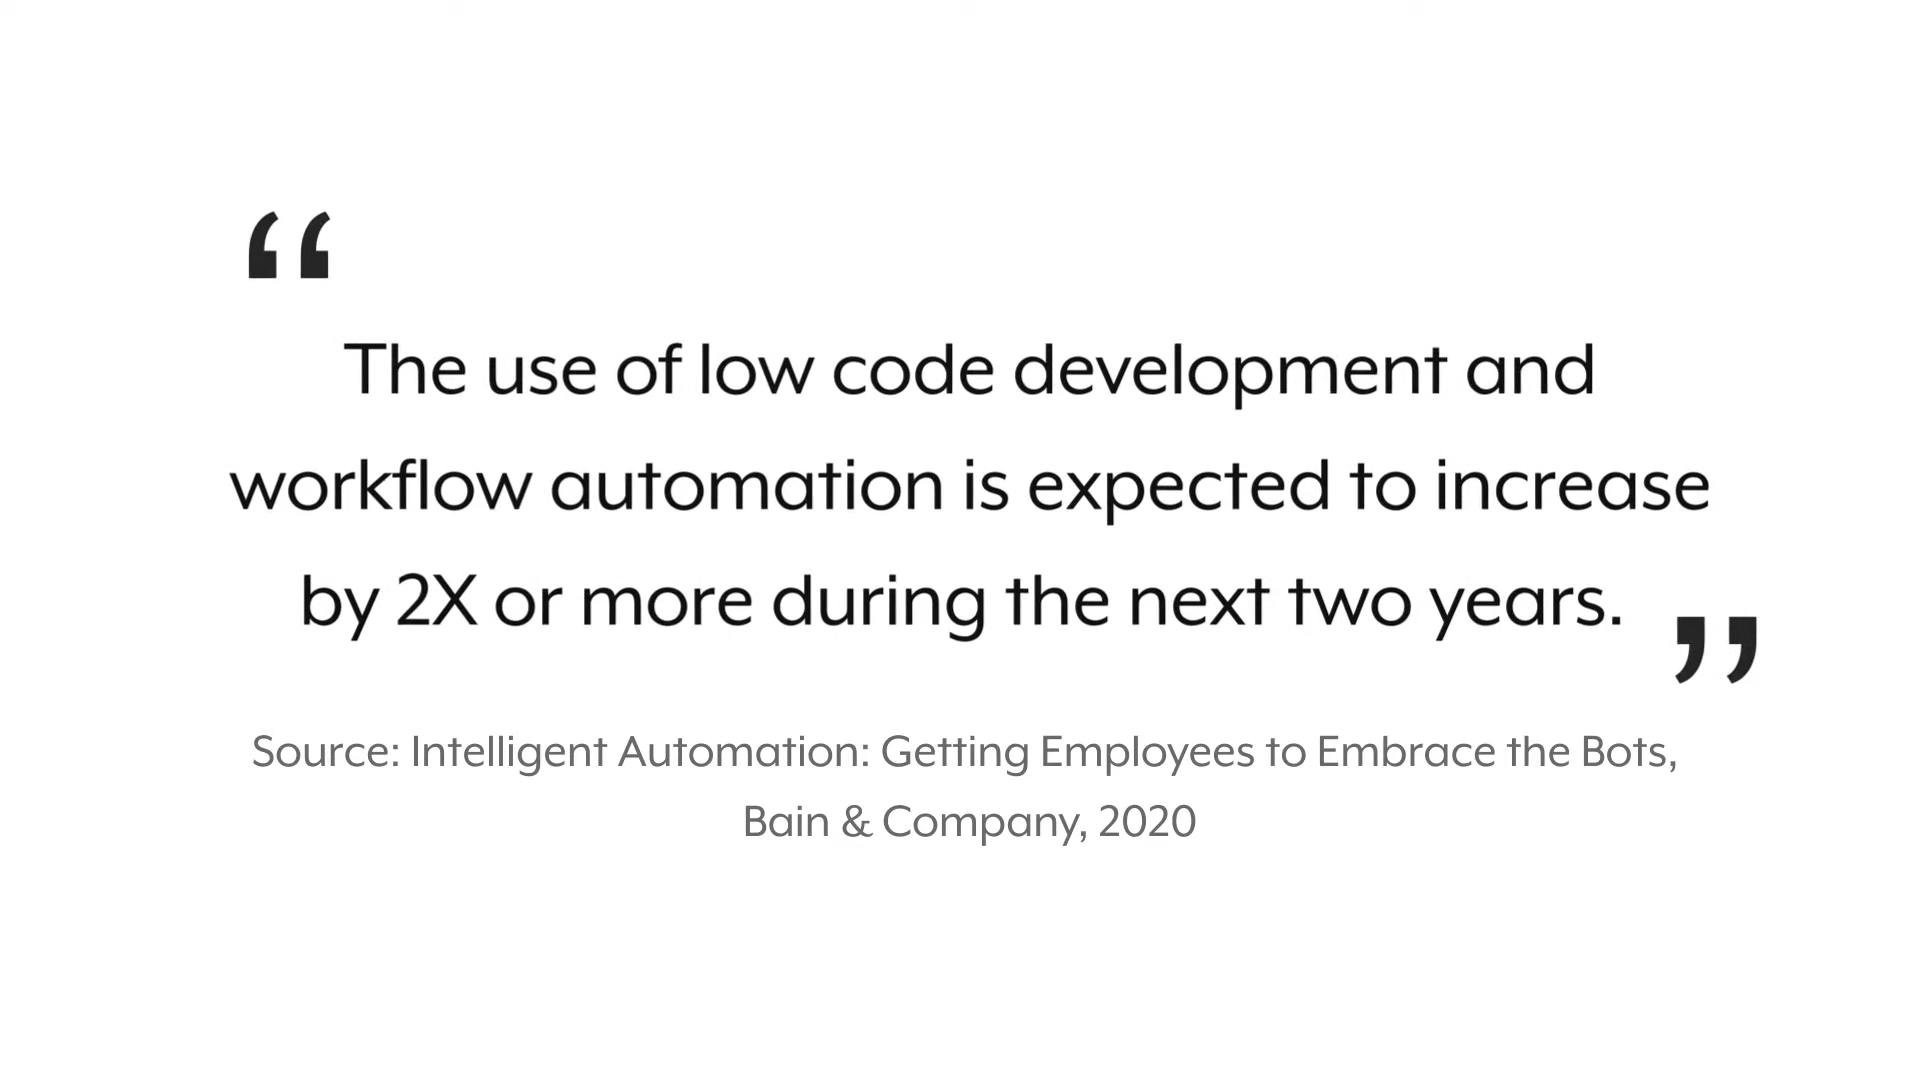 “
The use of low code development and
workflow automation is expected to increase
by 2X or more during the next two years. ”
Source: Intelligent Automation: Getting Employees to Embrace the Bots,
Bain & Company, 2020